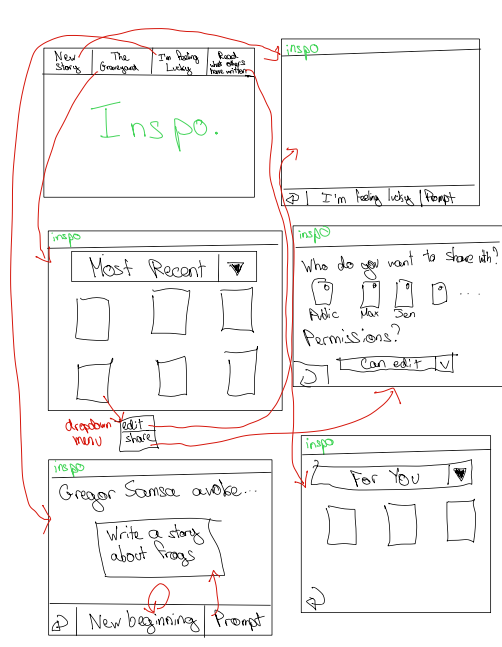 New
Story
The
Graveyard
I'm feeling
Lucky
Read
what others
have written
Inspo.
inspo
I'm feeling lucky
Prompt
inspo
Most Recent
dropdown
menu
edit
share
inspo
Who do you want to share with?
Public
Max
Jen
...
Permissions?
Can edit
inspo
Gregor Samsa awoke...
Write a story
about frogs
New beginning
Prompt
inspo
For You